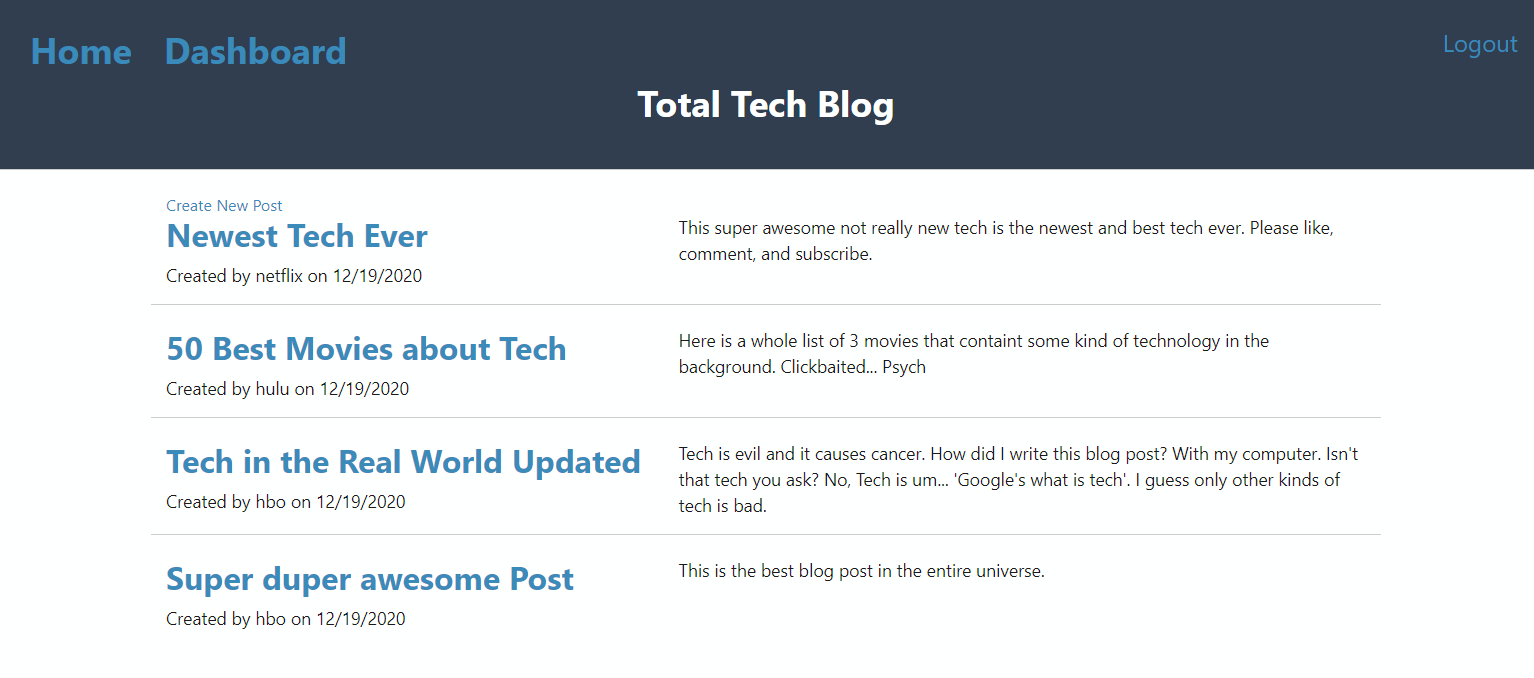 Home Dashboard Logout
Total Tech Blog
Create New Post
Newest Tech Ever
Created by netflix on 12/19/2020
This super awesome not really new tech is the newest and best tech ever. Please like,
comment, and subscribe.
50 Best Movies about Tech
Created by hulu on 12/19/2020
Here is a whole list of 3 movies that containt some kind of technology in the
background. Clickbaited... Psych
Tech in the Real World Updated
Created by hbo on 12/19/2020
Tech is evil and it causes cancer. How did I write this blog post? With my computer. Isn't
that tech you ask? No, Tech is um... 'Google's what is tech'. I guess only other kinds of
tech is bad.
Super duper awesome Post
Created by hbo on 12/19/2020
This is the best blog post in the entire universe.